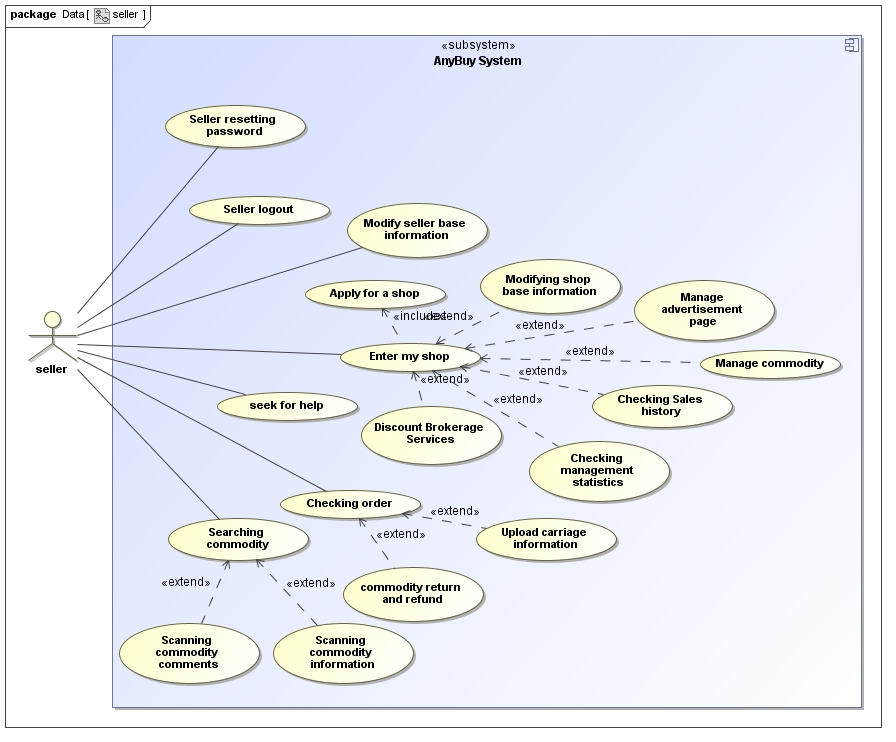 package Data [ seller ]
«subsystem»
AnyBuy System
Seller resetting
password
Seller logout
Modify seller base
information
Apply for a shop
Modifying shop
base information
Manage
advertisement
page
«include»
«extend»
«extend»
Enter my shop
«extend»
Manage commodity
seller
«extend»
«extend»
Checking Sales
history
seek for help
«extend»
Discount Brokerage
Services
Checking
management
statistics
Checking order
«extend»
Searching
commodity
Upload carriage
information
«extend»
«extend»
«extend»
commodity return
and refund
Scanning
commodity
comments
Scanning
commodity
information